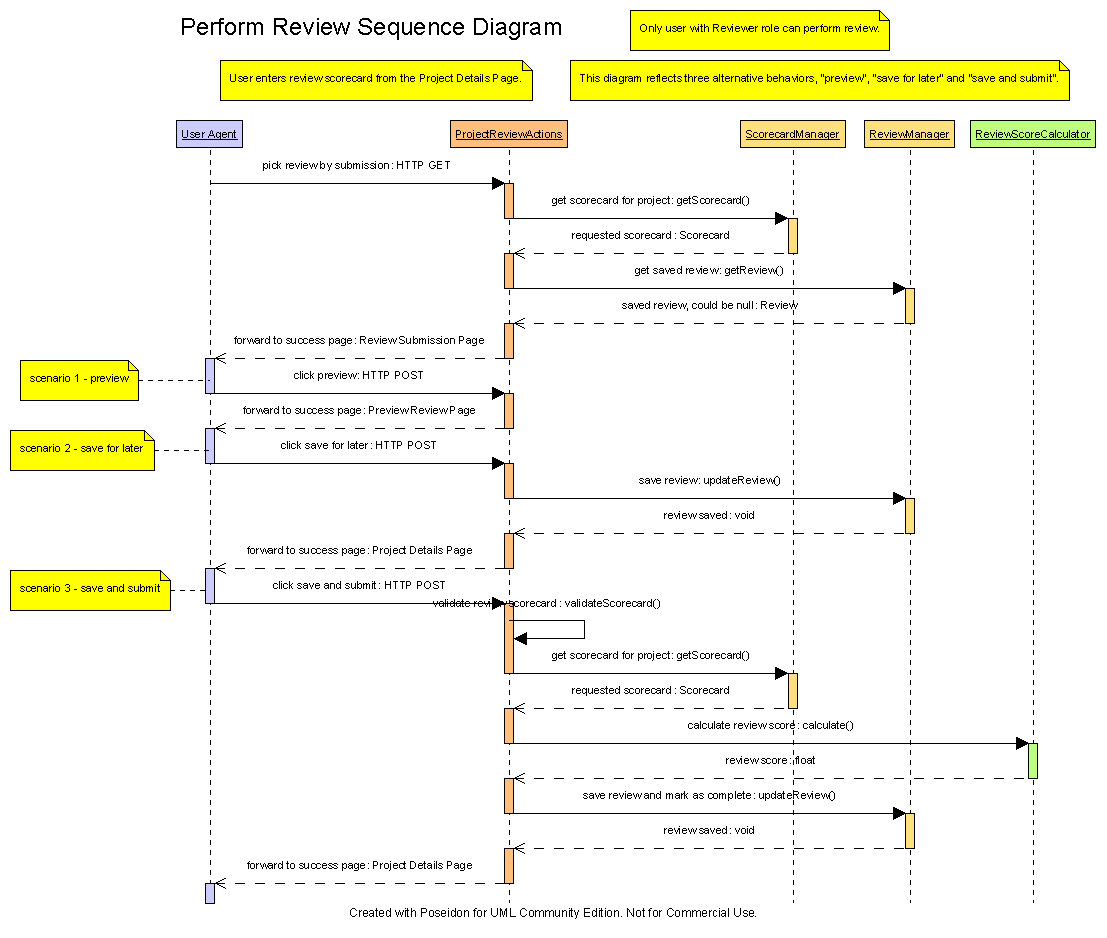 Perform Review Sequence Diagram
Only user with Reviewer role can perform review.
User enters review scorecard from the Project Details Page.
This diagram reflects three alternative behaviors, "preview", "save for later" and "save and submit".
User Agent
ProjectReviewActions
ScorecardManager
ReviewManager
ReviewScoreCalculator
pick review by submission : HTTP GET
get scorecard for project : getScorecard()
requested scorecard : Scorecard
get saved review : getReview()
saved review, could be null : Review
forward to success page : Review Submission Page
scenario 1 - preview
click preview : HTTP POST
forward to success page : Preview Review Page
scenario 2 - save for later
click save for later : HTTP POST
save review : updateReview()
review saved : void
forward to success page : Project Details Page
scenario 3 - save and submit
click save and submit : HTTP POST
validate review scorecard : validateScorecard()
get scorecard for project : getScorecard()
requested scorecard : Scorecard
calculate review score : calculate()
review score : float
save review and mark as complete : updateReview()
review saved : void
forward to success page : Project Details Page
Created with Poseidon for UML Community Edition. Not for Commercial Use.